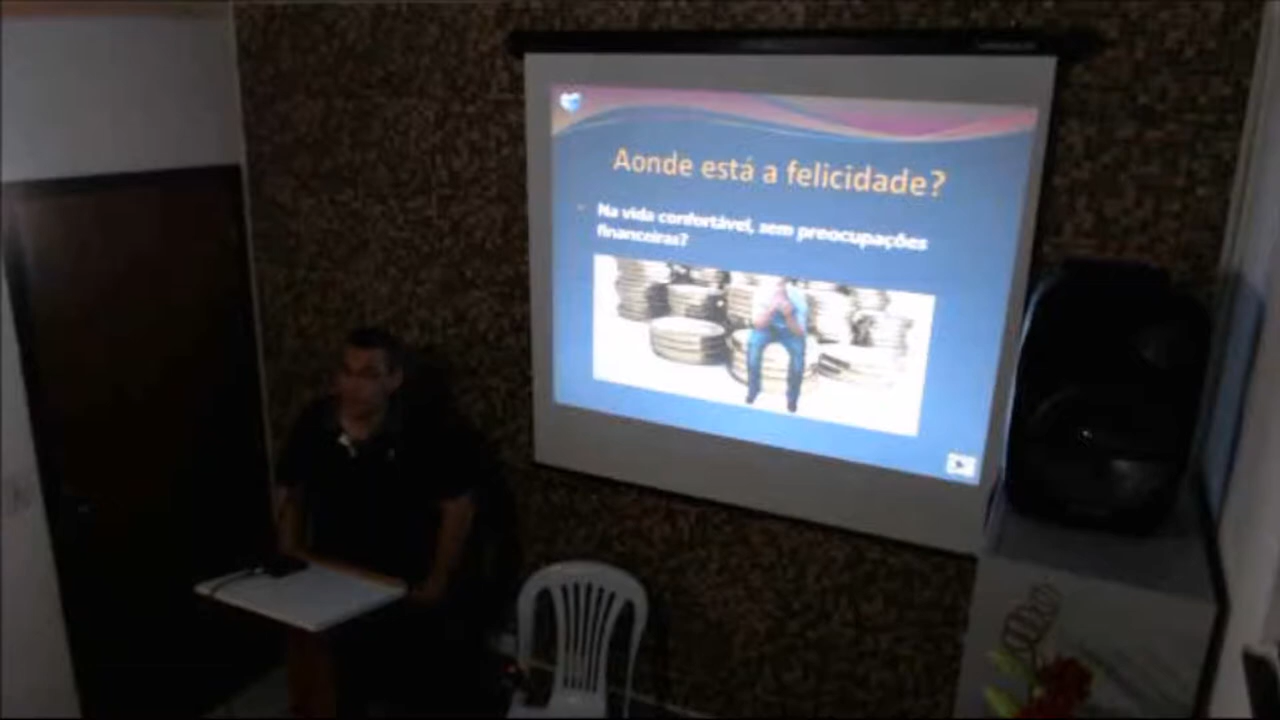 Aonde está a felicidade?
Na vida confortável, sem preocupações
financeiras?